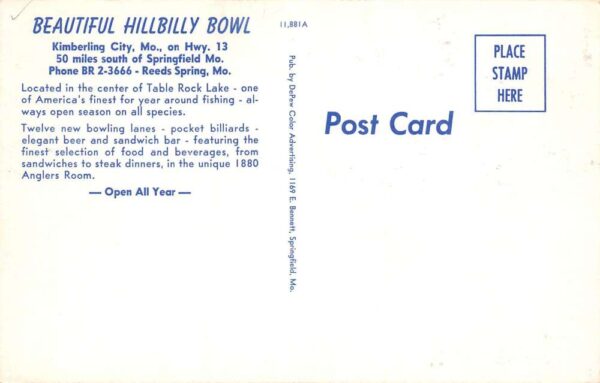 BEAUTIFUL HILLBILLY BOWL
Kimberling City, Mo., on Hwy. 13
50 miles south of Springfield Mo.
Phone BR 2-3666 - Reeds Spring, Mo.
Located in the center of Table Rock Lake - one
of America's finest for year around fishing - al-
ways open season on all species.
Twelve new bowling lanes - pocket billiards -
elegant beer and sandwich bar - featuring the
finest selection of food and beverages, from
sandwiches to steak dinners, in the unique 1880
Anglers Room.
— Open All Year —
11,881A
Pub. by DePew Color Advertising, 1169 E. Bennett, Springfield, Mo.
Post Card
PLACE
STAMP
HERE